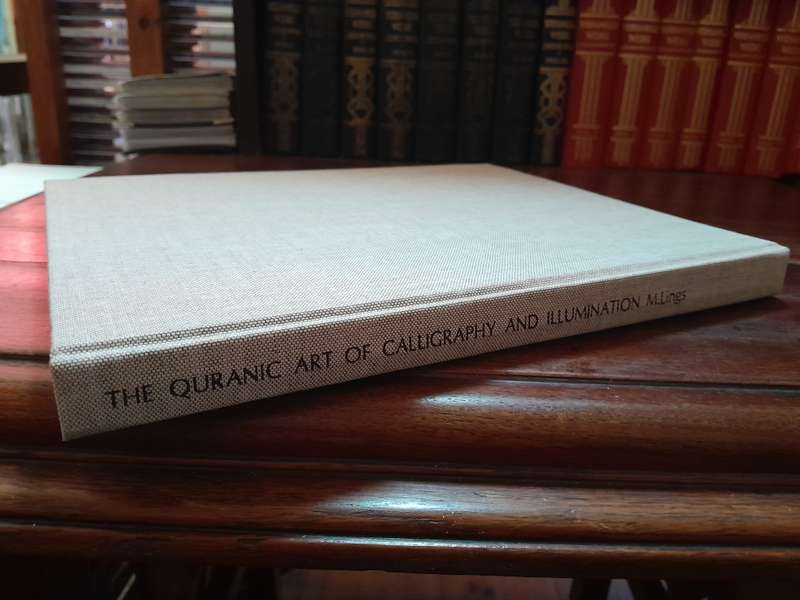 THE QURANIC ART OF CALLIGRAPHY AND ILLUMINATION M.Lings